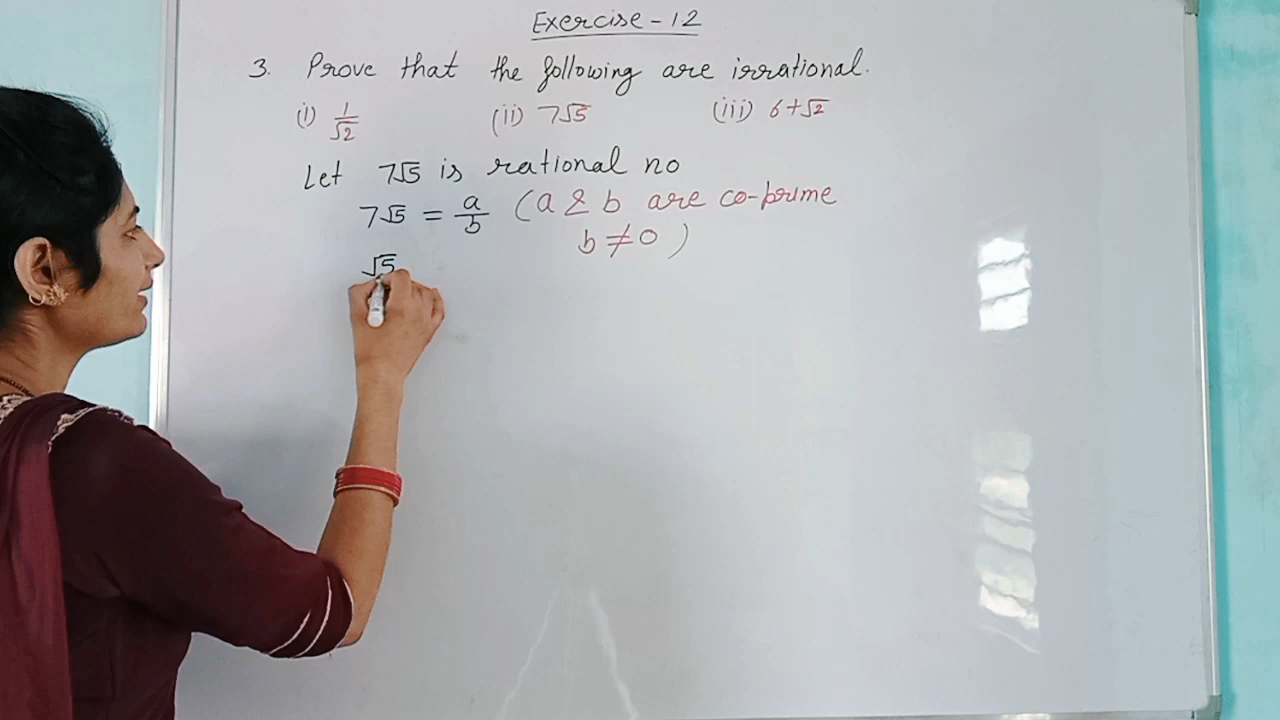 Exercise - 12
3. Prove that the following are irrational.
(i) 1/√2 (ii) 7√5 (iii) 6+√2
Let 7√5 is rational no
7√5 = a/b (a & b are co-prime
b ≠ 0)
√5